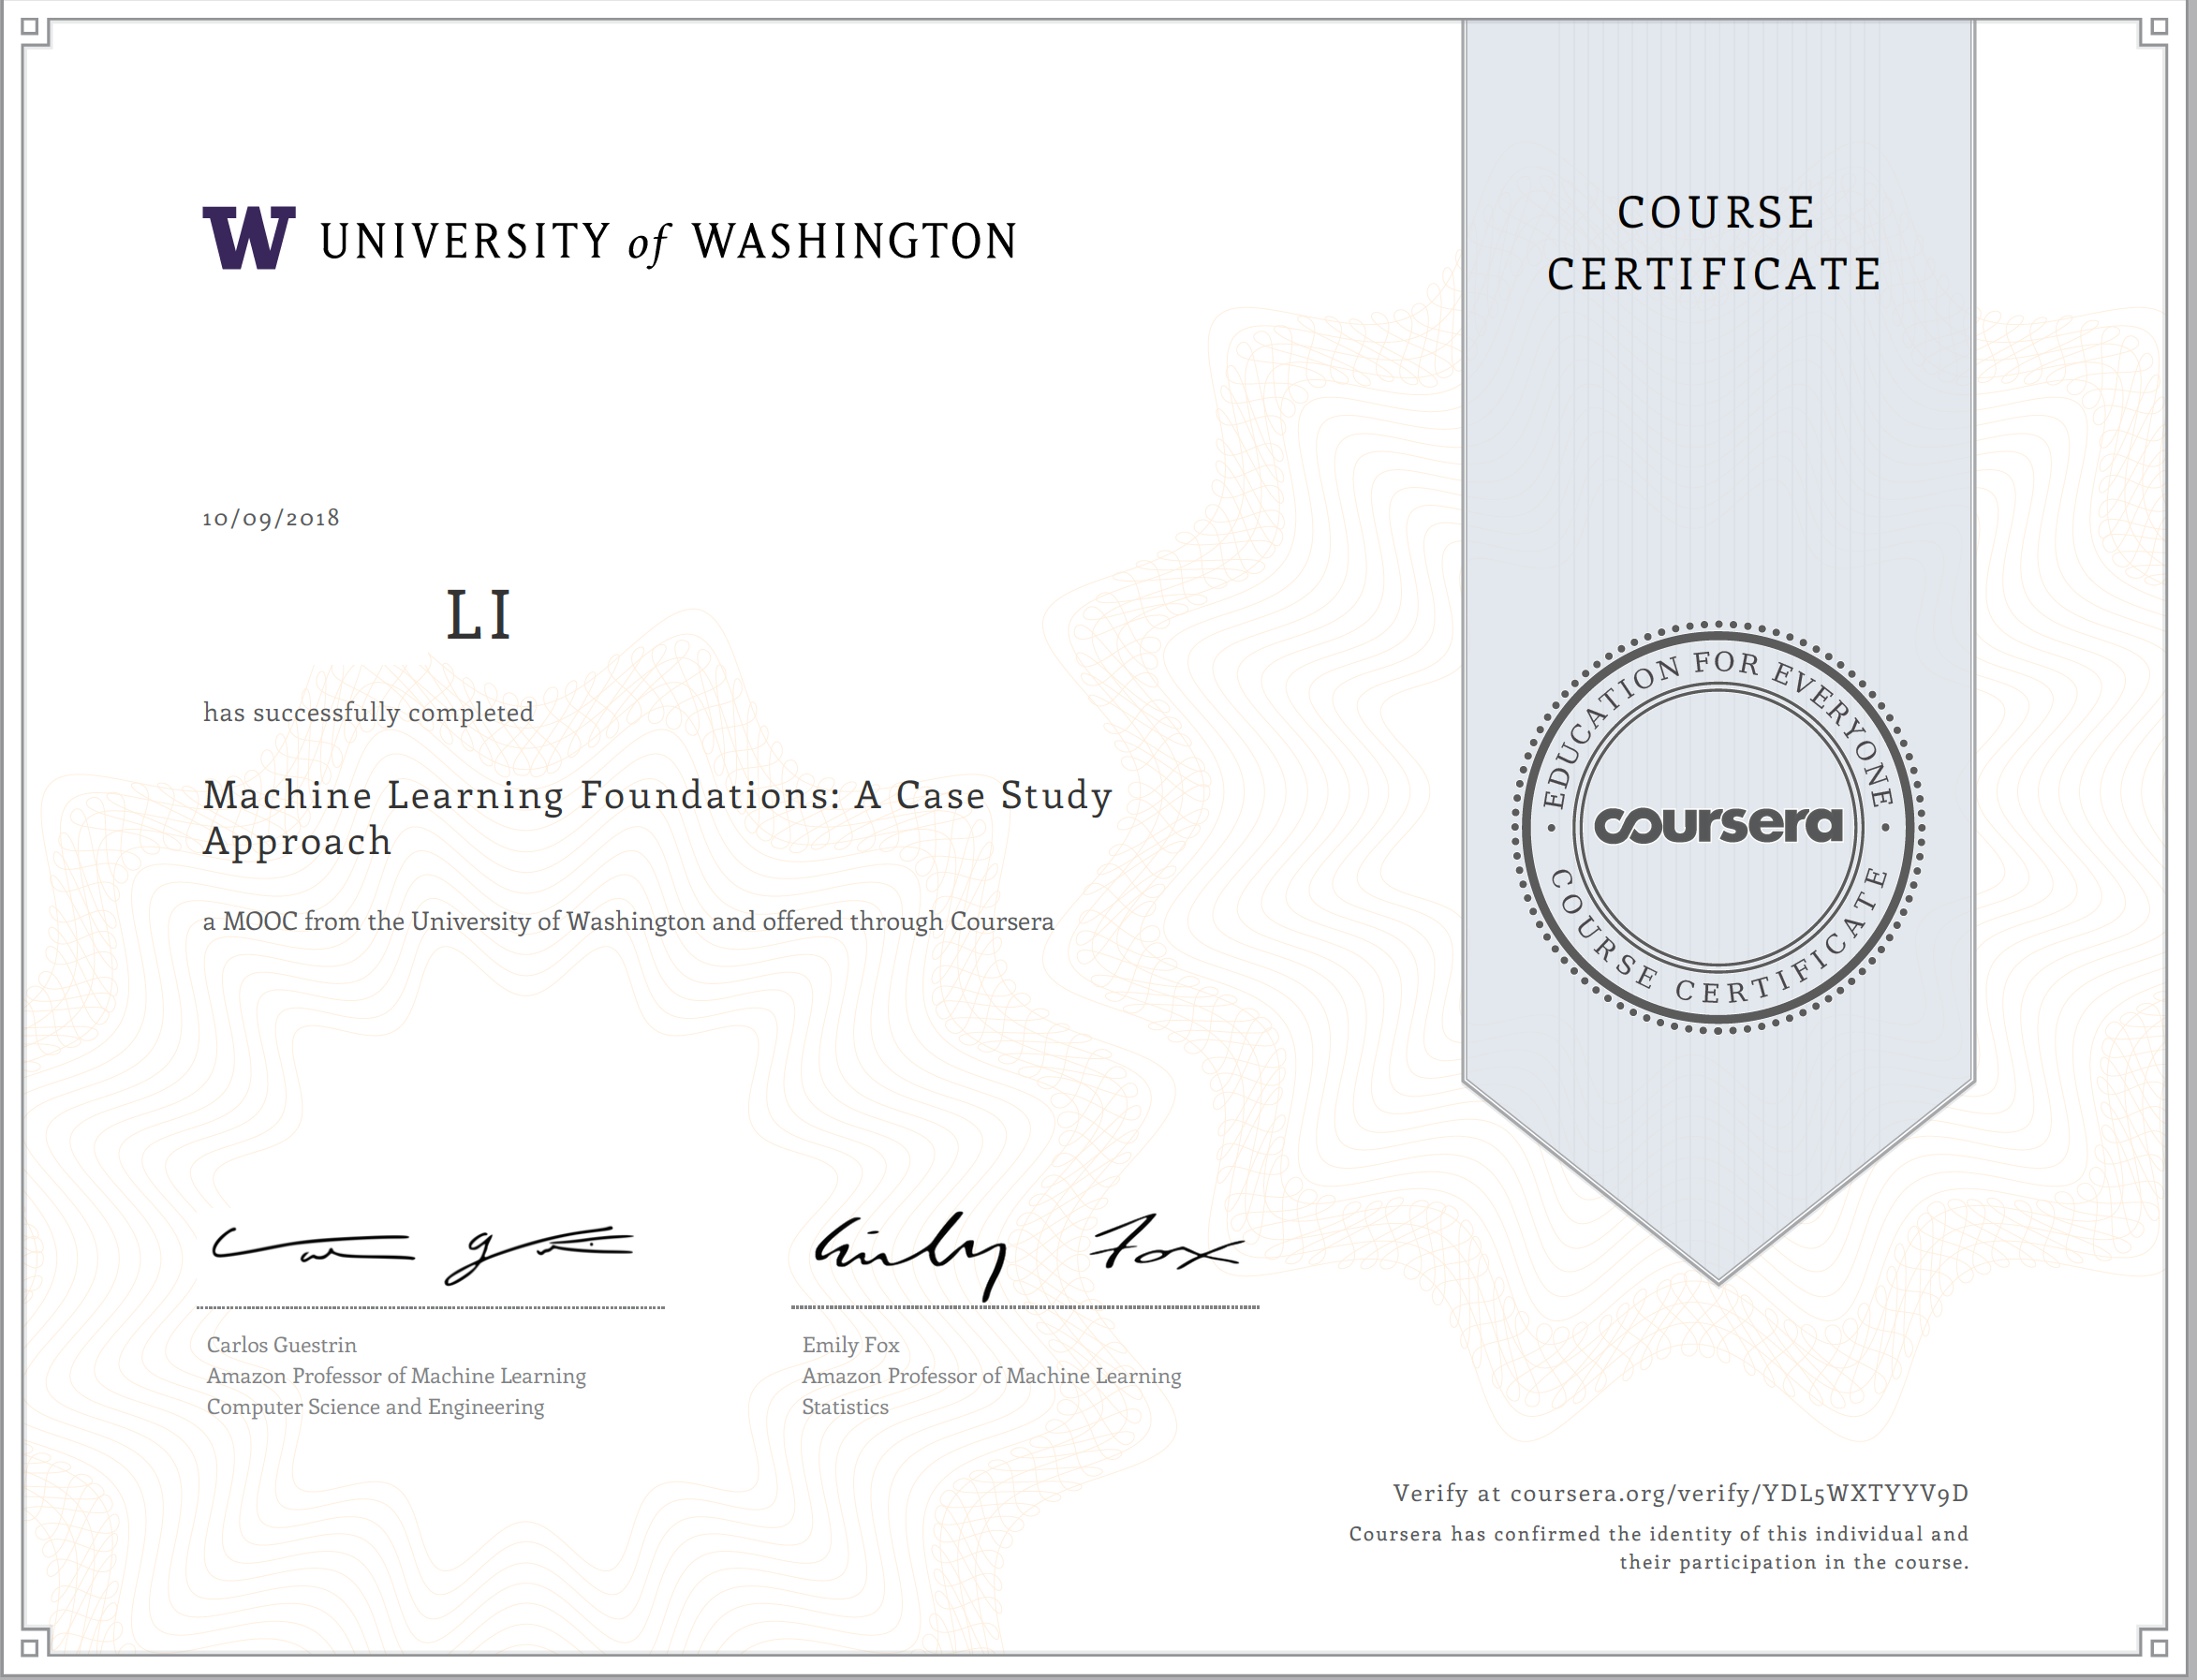 W UNIVERSITY of WASHINGTON
COURSE
CERTIFICATE
10/09/2018
LI
has successfully completed
Machine Learning Foundations: A Case Study
Approach
a MOOC from the University of Washington and offered through Coursera
EDUCATION FOR EVERYONE
coursera
COURSE CERTIFICATE
Emily Fox
Carlos Guestrin
Amazon Professor of Machine Learning
Computer Science and Engineering
Emily Fox
Amazon Professor of Machine Learning
Statistics
Verify at coursera.org/verify/YDL5WXTYYV9D
Coursera has confirmed the identity of this individual and
their participation in the course.